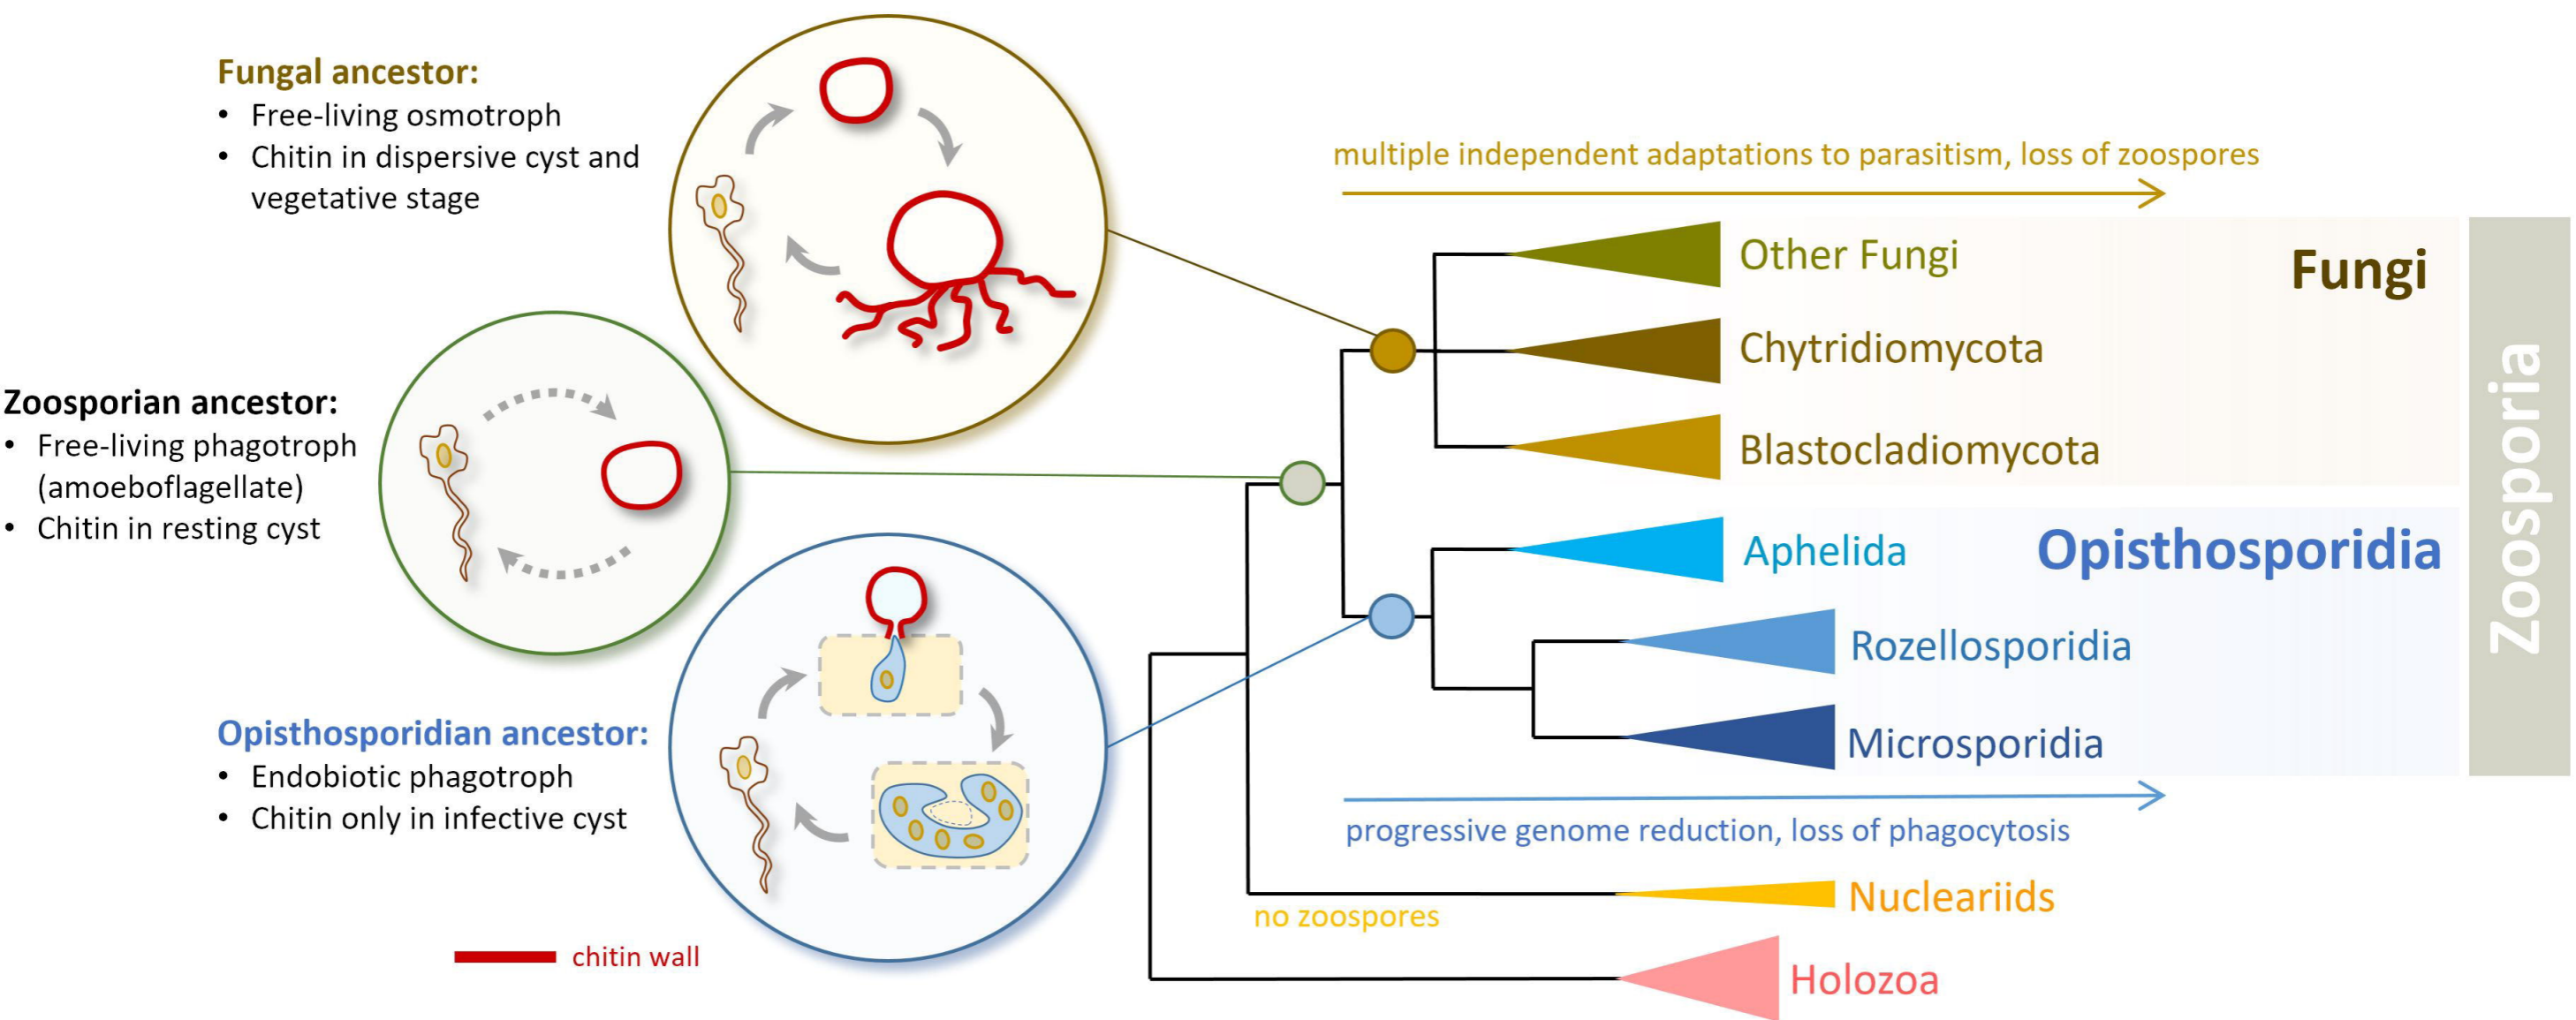 Fungal ancestor:
• Free-living osmotroph
• Chitin in dispersive cyst and
vegetative stage
Zoosporian ancestor:
• Free-living phagotroph
(amoeboflagellate)
• Chitin in resting cyst
Opisthosporidian ancestor:
• Endobiotic phagotroph
• Chitin only in infective cyst
chitin wall
multiple independent adaptations to parasitism, loss of zoospores
Other Fungi
Fungi
Chytridiomycota
Blastocladiomycota
Aphelida
Opisthosporidia
Rozellosporidia
Microsporidia
Zoosporia
progressive genome reduction, loss of phagocytosis
Nucleariids
no zoospores
Holozoa